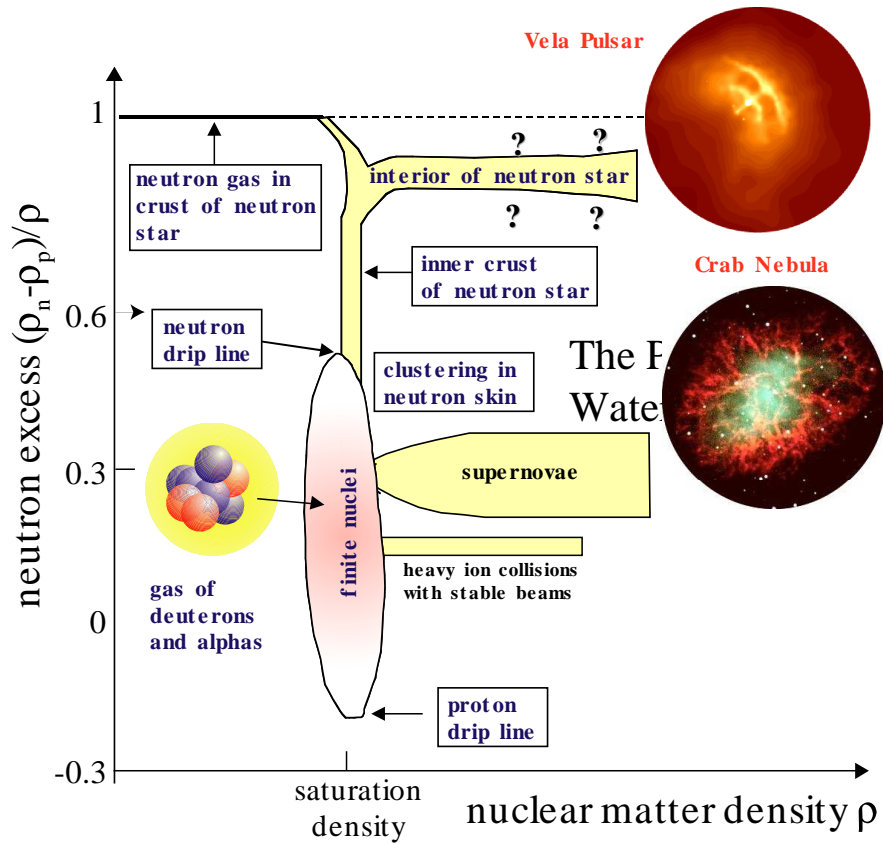 Vela Pulsar
1
neutron gas in
crust of neutron
star
?
?
interior of neutron star
?
?
inner crust
of neutron star
Crab Nebula
0.6
neutron
drip line
The
clustering in
neutron skin
0.3
supernovae
finite nuclei
heavy ion collisions
with stable beams
gas of
deuterons
and alphas
0
proton
drip line
-0.3
saturation
density
nuclear matter density ρ
neutron excess (ρn-ρp)/ρ